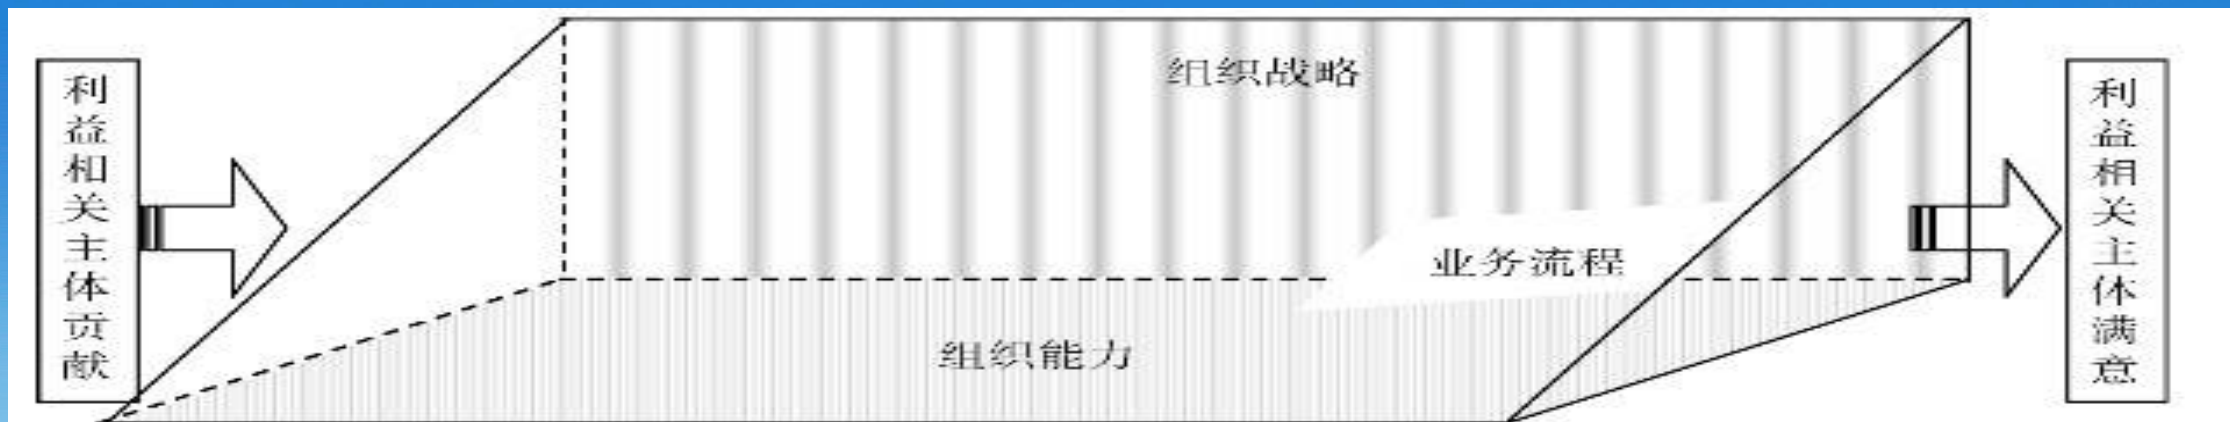 利益相关主体贡献
组织战略
业务流程
组织能力
利益相关主体满意